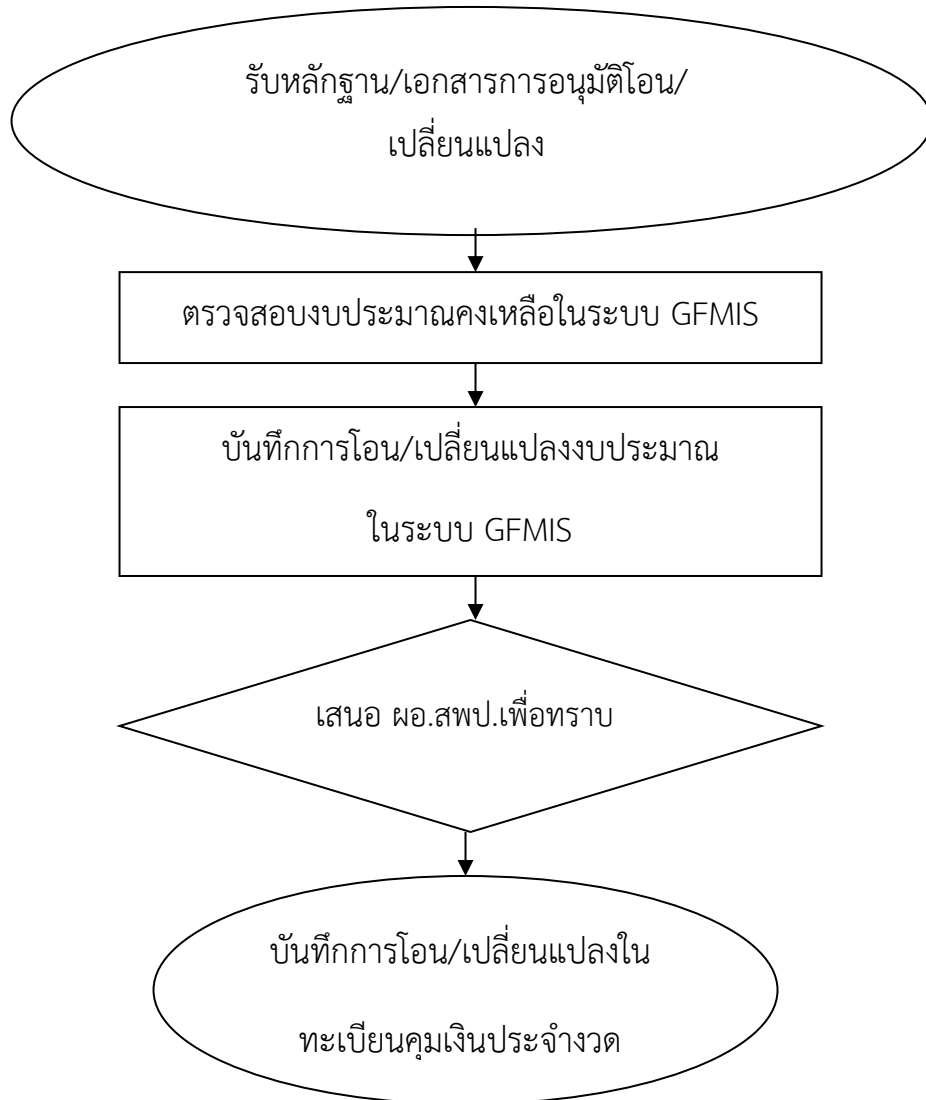 รับหลักฐาน/เอกสารการอนุมัติโอน/
เปลี่ยนแปลง
ตรวจสอบงบประมาณคงเหลือในระบบ GFMIS
บันทึกการโอน/เปลี่ยนแปลงงบประมาณ
ในระบบ GFMIS
เสนอ ผอ.สพป.เพื่อทราบ
บันทึกการโอน/เปลี่ยนแปลงใน
ทะเบียนคุมเงินประจำงวด